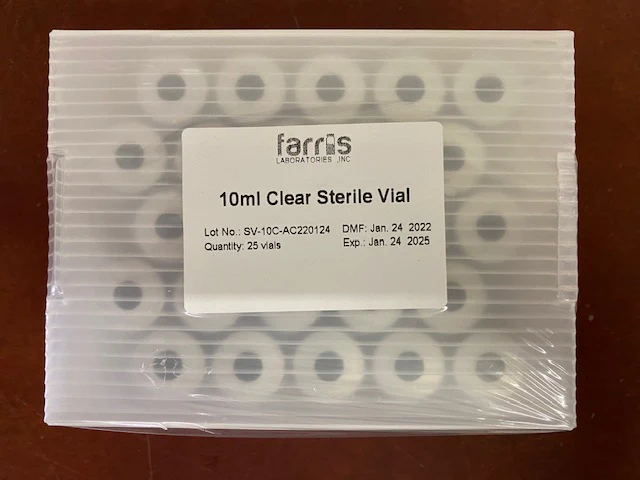 farris
LABORATORIES ,INC
10ml Clear Sterile Vial
Lot No.: SV-10C-AC220124 DMF: Jan. 24 2022
Quantity: 25 vials Exp.: Jan. 24 2025